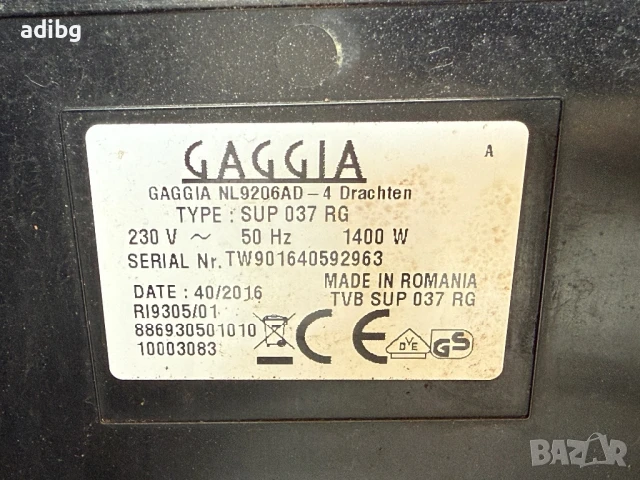 adibg
GAGGIA
A
GAGGIA NL9206AD-4 Drachten
TYPE : SUP 037 RG
230 V ~ 50 Hz 1400 W
SERIAL Nr. TW901640592963
DATE : 40/2016 MADE IN ROMANIA
RI9305/01 TVB SUP 037 RG
886930501010
10003083
CE
DVE
GS
BAZAR